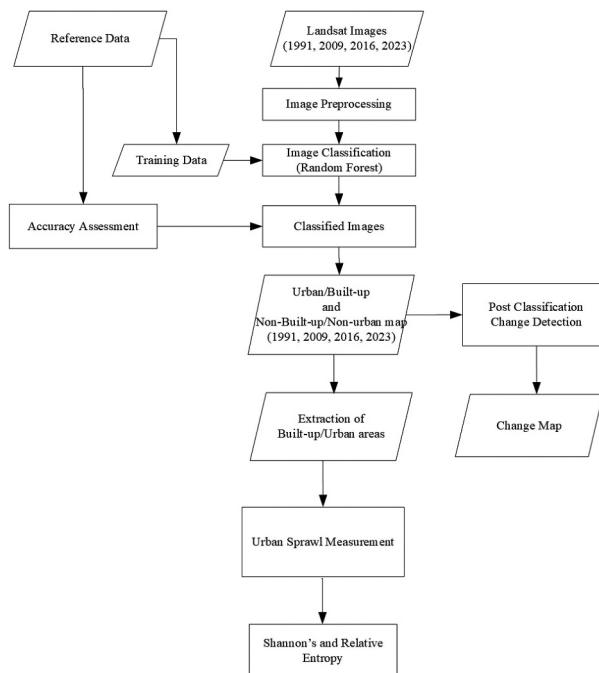 Reference Data
Landsat Images
(1991, 2009, 2016, 2023)
Image Preprocessing
Training Data
Image Classification
(Random Forest)
Accuracy Assessment
Classified Images
Urban/Built-up
and
Non-Built-up/Non-urban map
(1991, 2009, 2016, 2023)
Post Classification
Change Detection
Extraction of
Built-up/Urban areas
Change Map
Urban Sprawl Measurement
Shannon's and Relative
Entropy